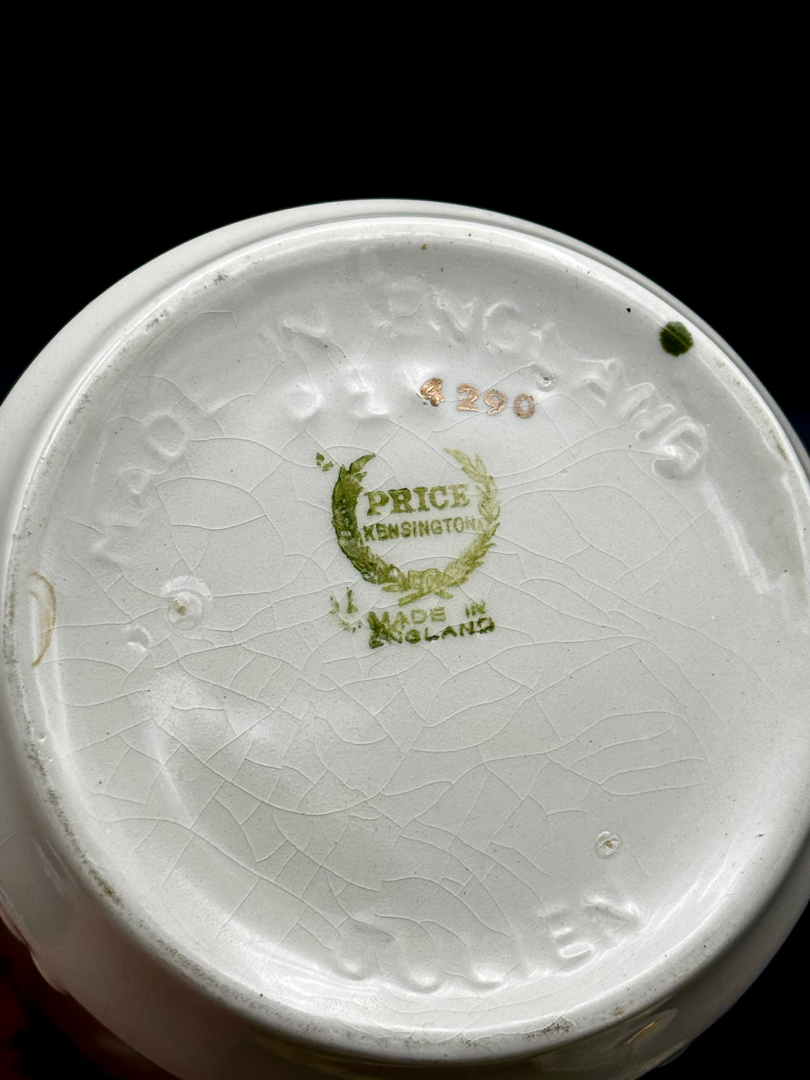 MADE IN ENGLAND
4290
PRICE
KENSINGTON
MADE IN
ENGLAND